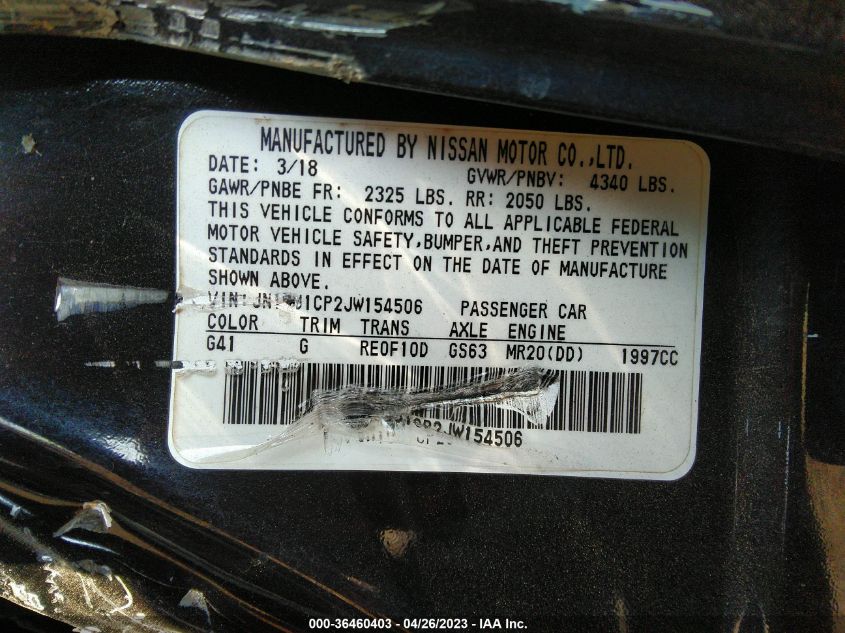 MANUFACTURED BY NISSAN MOTOR CO.,LTD.
DATE: 3/18 GVWR/PNBV: 4340 LBS.
GAWR/PNBE FR: 2325 LBS. RR: 2050 LBS.
THIS VEHICLE CONFORMS TO ALL APPLICABLE FEDERAL
MOTOR VEHICLE SAFETY,BUMPER,AND THEFT PREVENTION
STANDARDS IN EFFECT ON THE DATE OF MANUFACTURE
SHOWN ABOVE.
PASSENGER CAR
COLOR TRIM TRANS AXLE ENGINE
G41 G RE0F10D GS63 MR20(DD) 1997CC
000-36460403 - 04/26/2023 - IAA Inc.